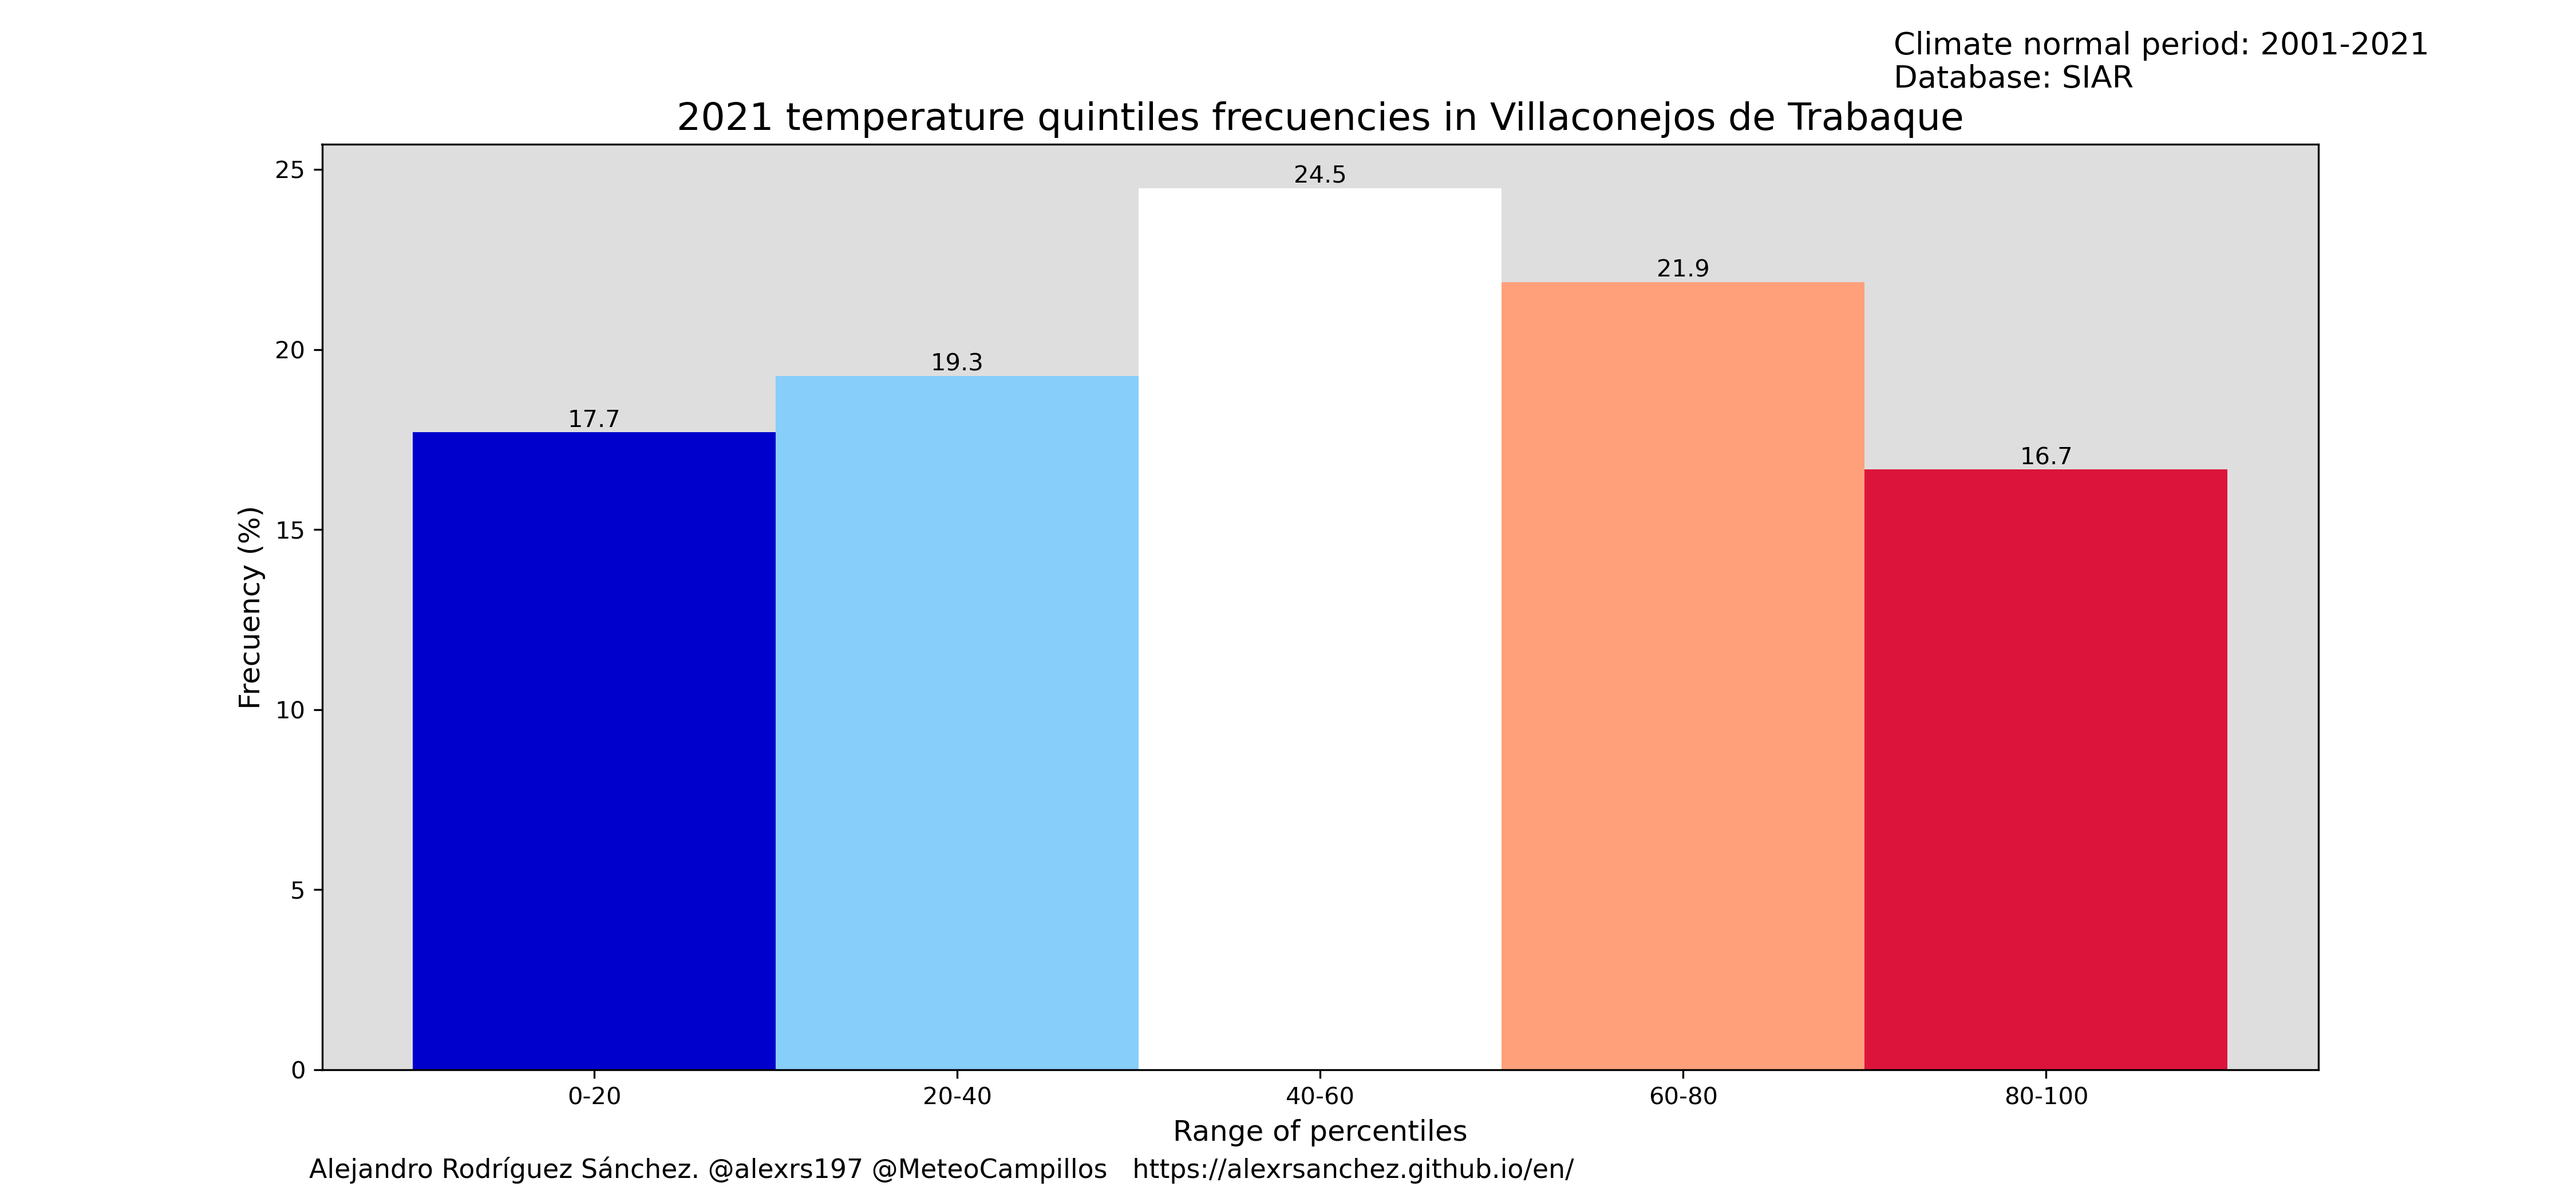 Climate normal period: 2001-2021
Database: SIAR
2021 temperature quintiles frecuencies in Villaconejos de Trabaque
25
20
15
10
5
0
Frecuency (%)
17.7
19.3
24.5
21.9
16.7
0-20
20-40
40-60
60-80
80-100
Range of percentiles
Alejandro Rodríguez Sánchez. @alexrs197 @MeteoCampillos   https://alexrsanchez.github.io/en/